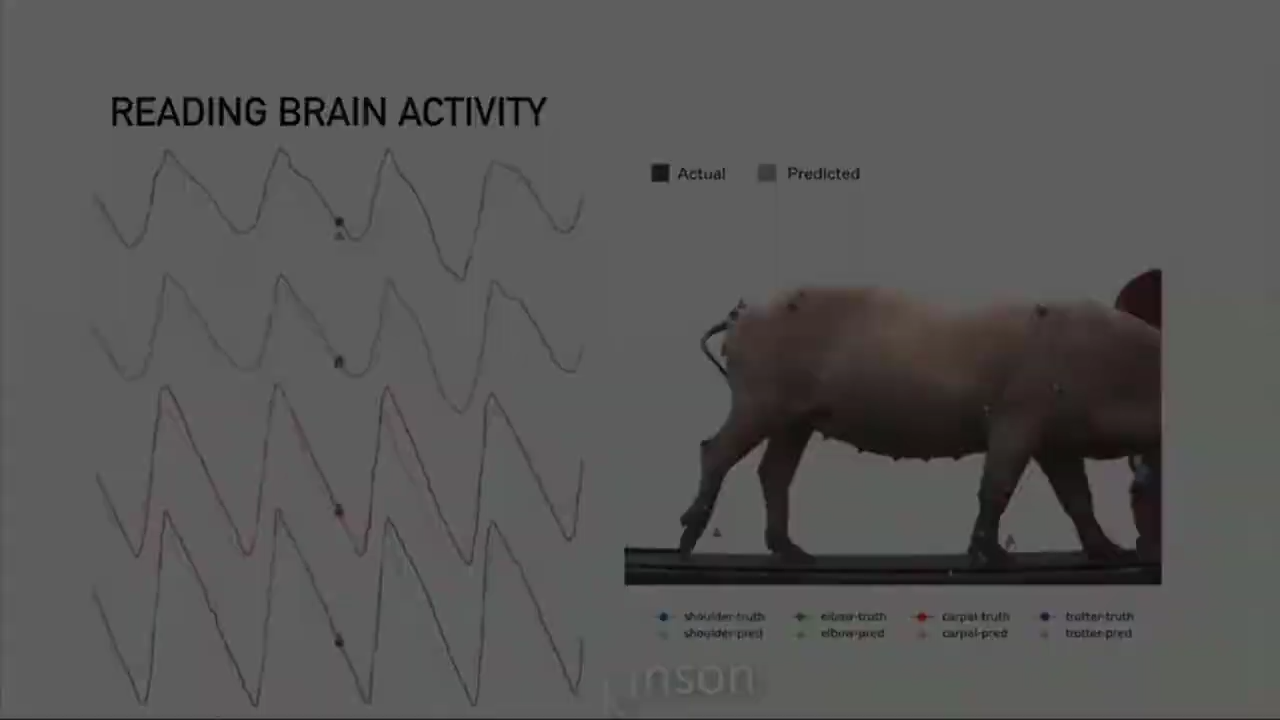 READING BRAIN ACTIVITY
Actual Predicted
shoulder-truth elbow-truth carpal-truth trotter-truth
shoulder-pred elbow-pred carpal-pred trotter-pred
inson